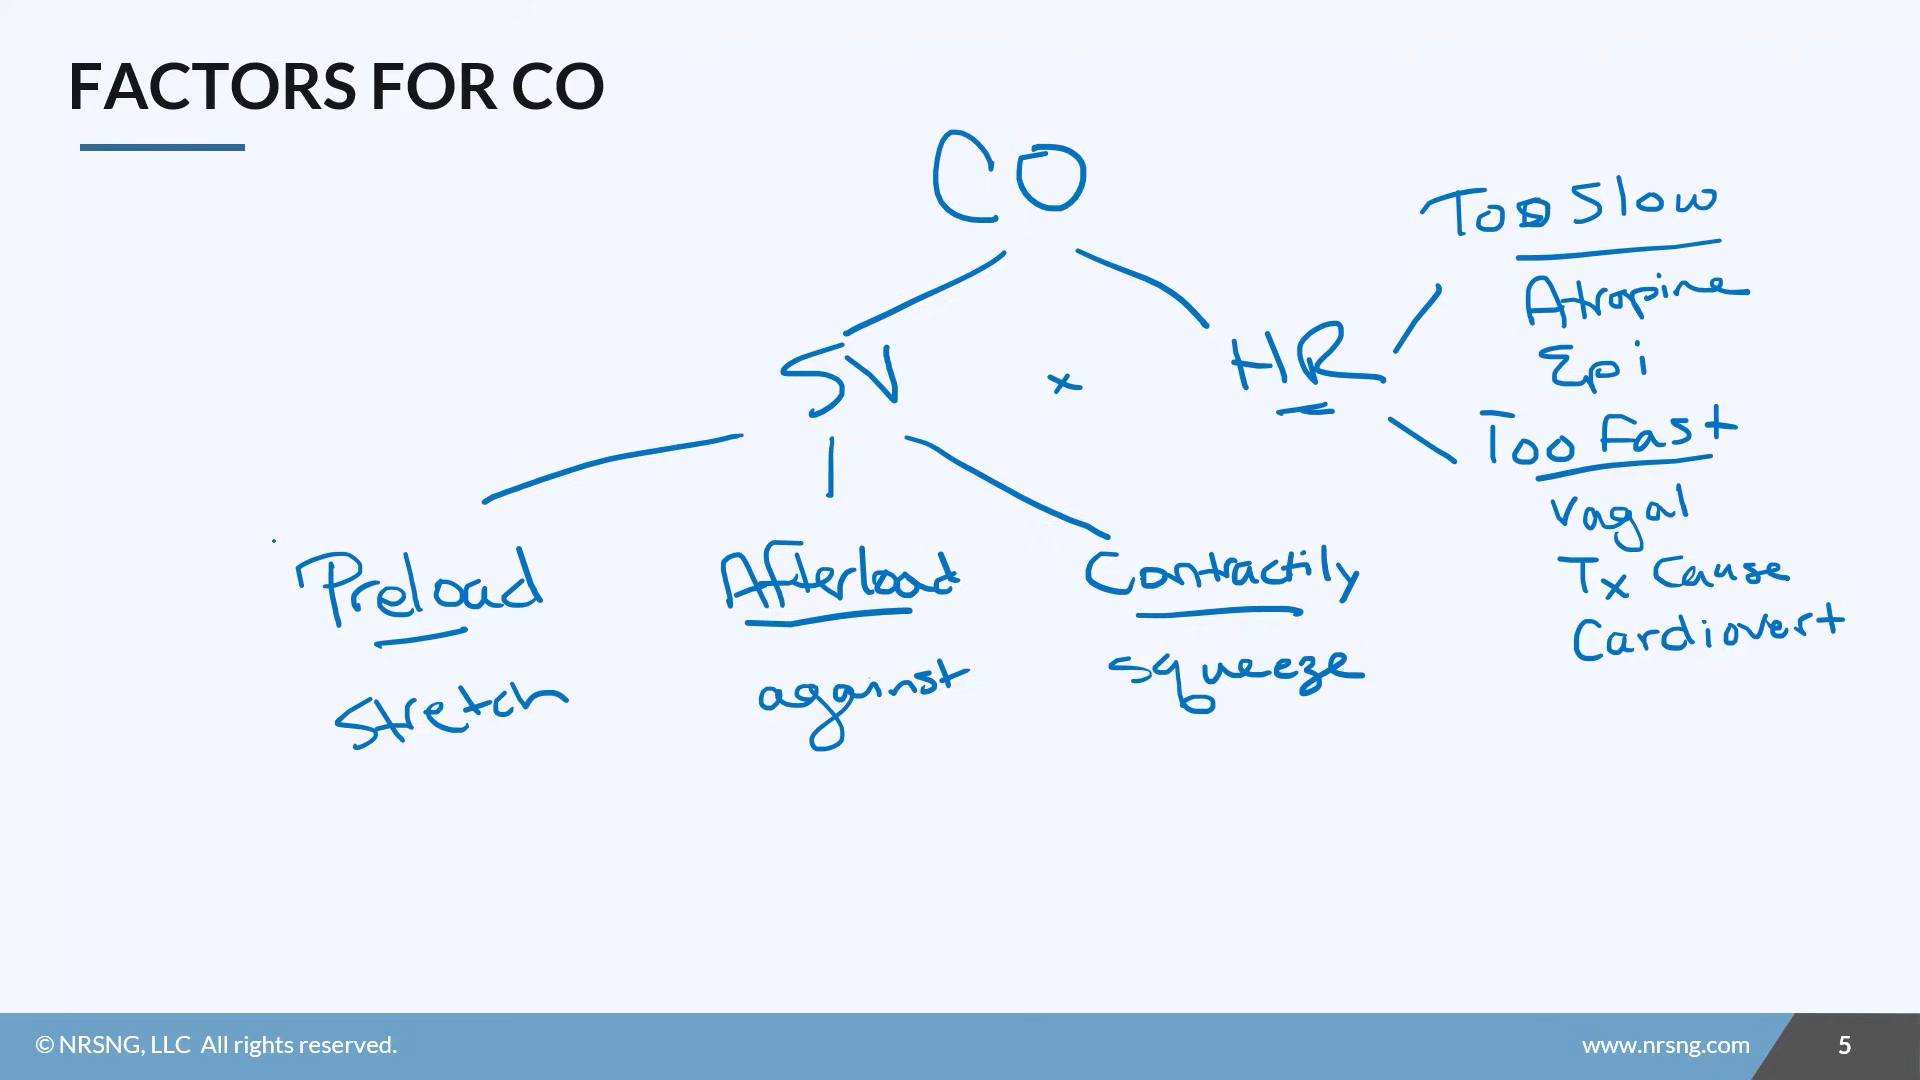 FACTORS FOR CO
CO
SV x HR
Too Slow
Atropine
Epi
Too Fast
Vagal
Tx Cause
Cardiovert
Preload
stretch
Afterload
against
Contractily
squeeze
© NRSNG, LLC All rights reserved.
www.nrsng.com
5